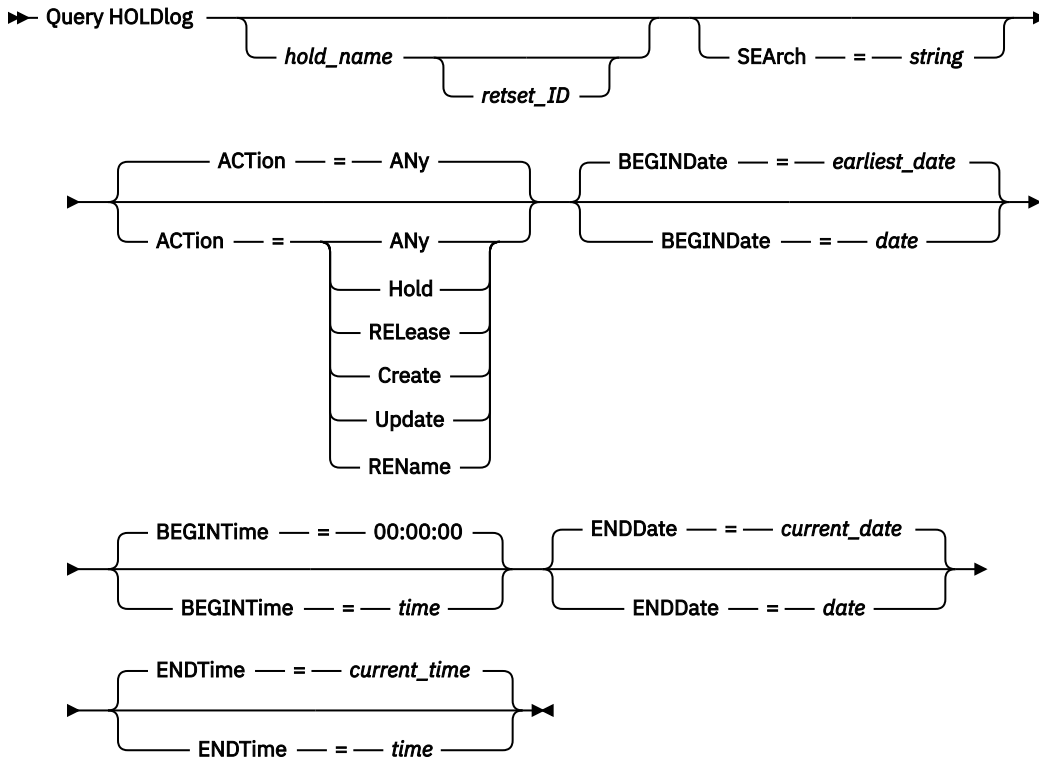 Query HOLDlog
hold_name
retset_ID
SEArch = string
ACTion = ANy
ACTion = ANy
Hold
RELease
Create
Update
REName
BEGINDate = earliest_date
BEGINDate = date
BEGINTime = 00:00:00
BEGINTime = time
ENDDate = current_date
ENDDate = date
ENDTime = current_time
ENDTime = time